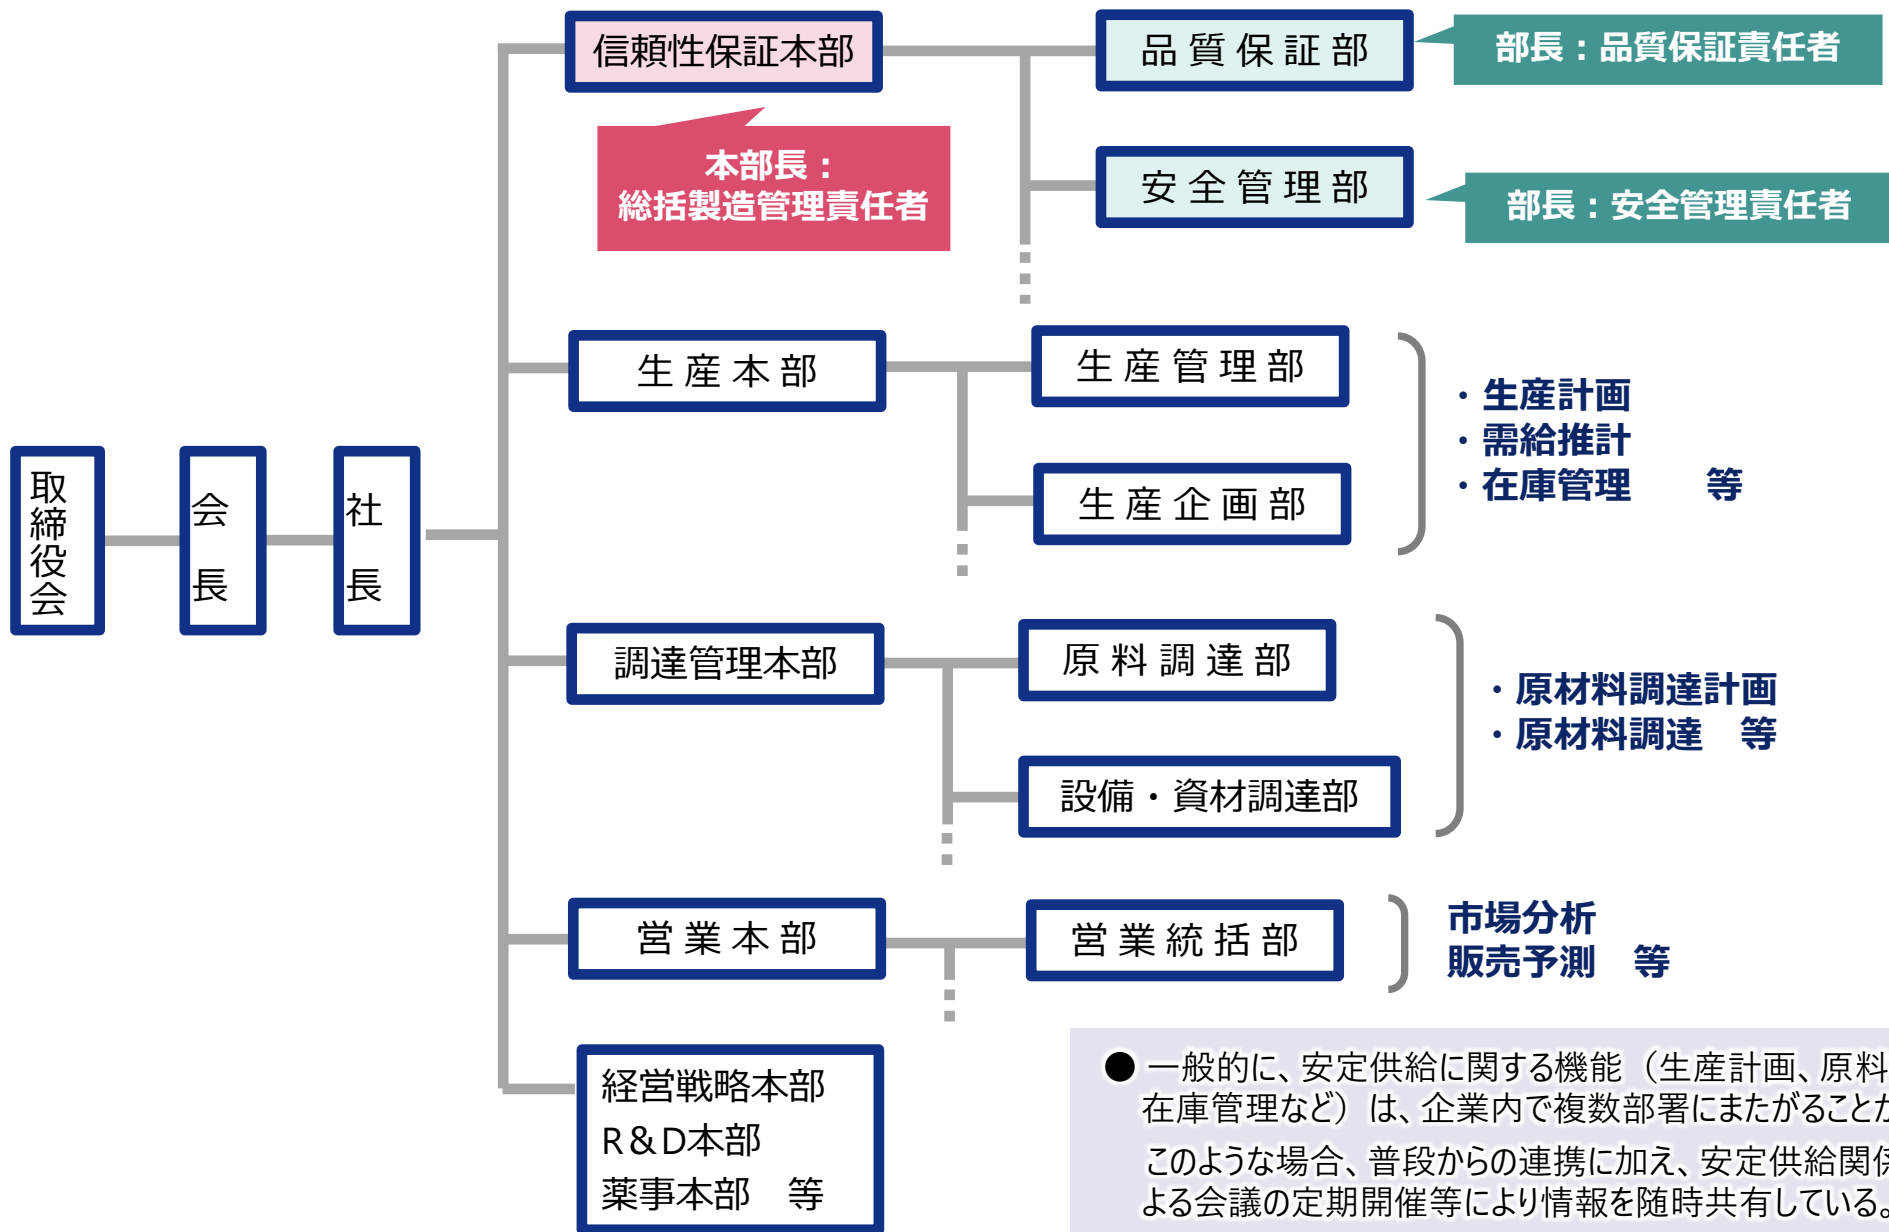 信頼性保証本部
品質保証部
部長：品質保証責任者
本部長：
総括製造管理責任者
安全管理部
部長：安全管理責任者
生産本部
生産管理部
生産企画部
・生産計画
・需給推計
・在庫管理　　等
取締役会
会長
社長
調達管理本部
原料調達部
設備・資材調達部
・原材料調達計画
・原材料調達　等
営業本部
営業統括部
市場分析
販売予測　等
経営戦略本部
R＆D本部
薬事本部　等
● 一般的に、安定供給に関する機能（生産計画、原料
在庫管理など）は、企業内で複数部署にまたがることが
このような場合、普段からの連携に加え、安定供給関係
よる会議の定期開催等により情報を随時共有している。